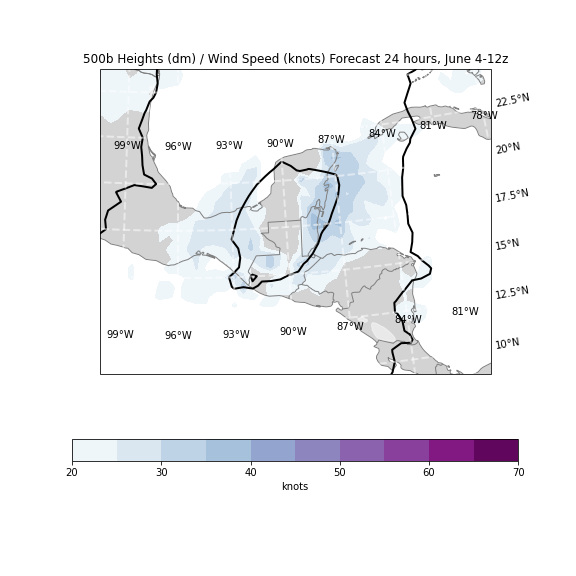 500b Heights (dm) / Wind Speed (knots) Forecast 24 hours, June 4-12z
22.5°N
78°W
81°W
84°W
87°W
90°W
93°W
96°W
99°W
20°N
17.5°N
15°N
12.5°N
81°W
84°W
87°W
90°W
93°W
96°W
99°W
10°N
20 30 40 50 60 70
knots